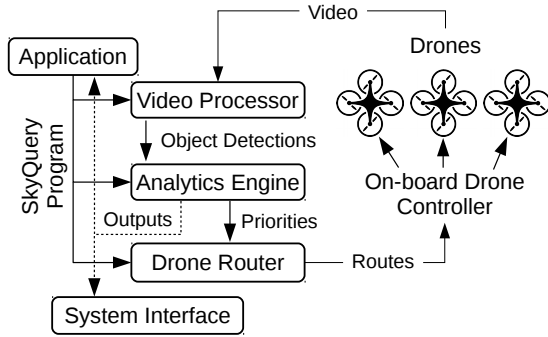 Video
Drones
Application
Video Processor
Object Detections
SkyQuery
Program
Analytics Engine
On-board Drone
Controller
Outputs
Priorities
Drone Router
Routes
System Interface